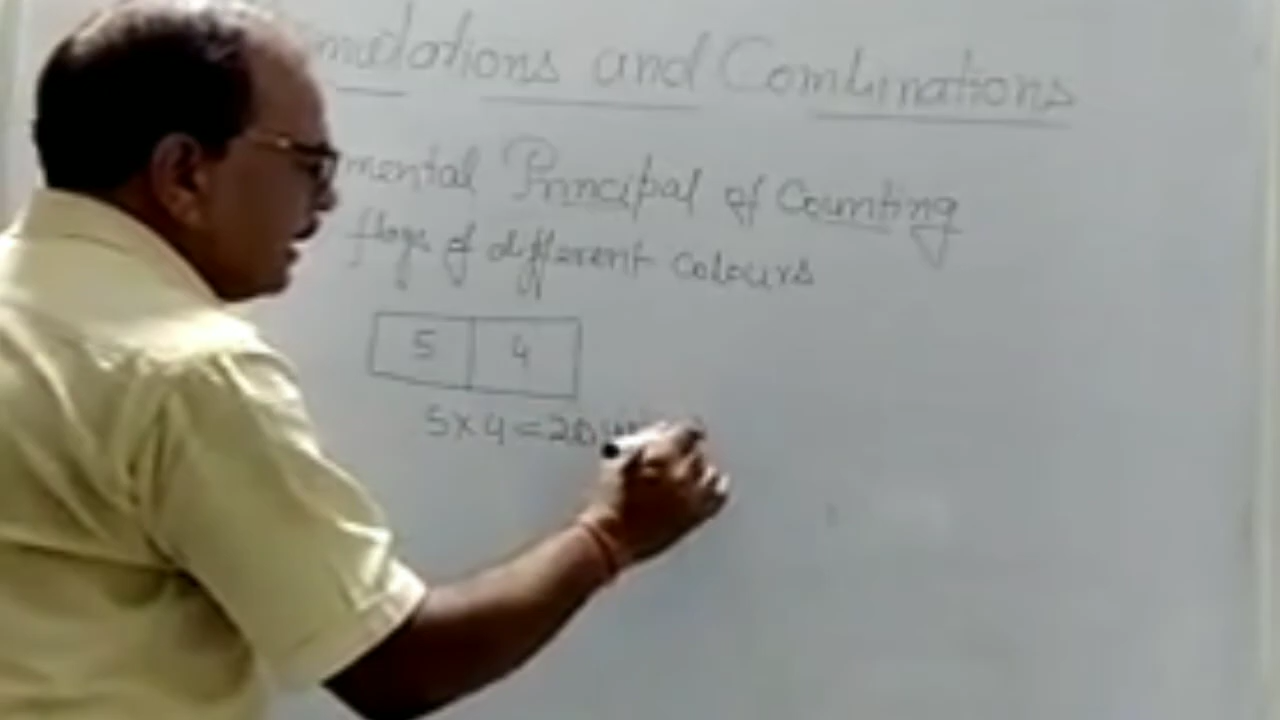 mutations and Combinations
mental Principal of Counting
flags of different colours
5 4
5 x 4 = 20